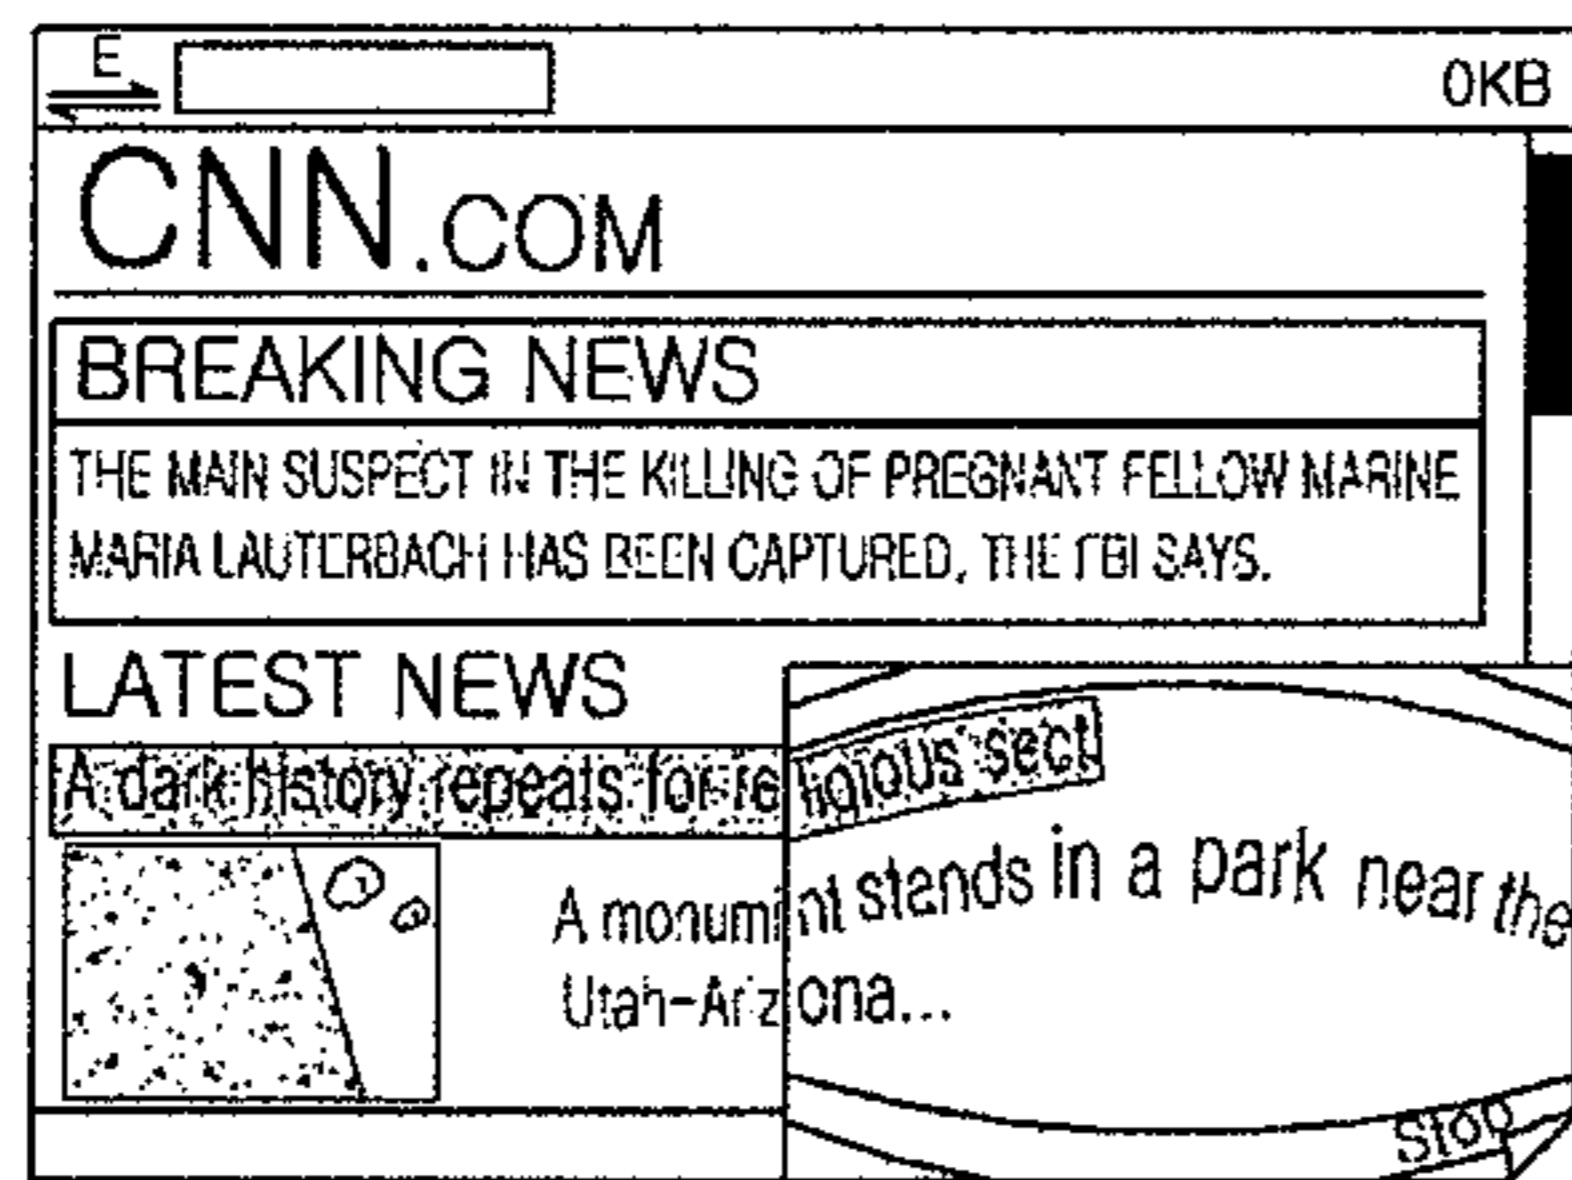 E
0KB
CNN.COM
BREAKING NEWS
THE MAIN SUSPECT IN THE KILLING OF PREGNANT FELLOW MARINE
MARIA LAUTERBACH HAS BEEN CAPTURED, THE FBI SAYS.
LATEST NEWS
A dark history repeats for religious sect
A monumint stands in a park near the
Utah-Arizona...
Stop